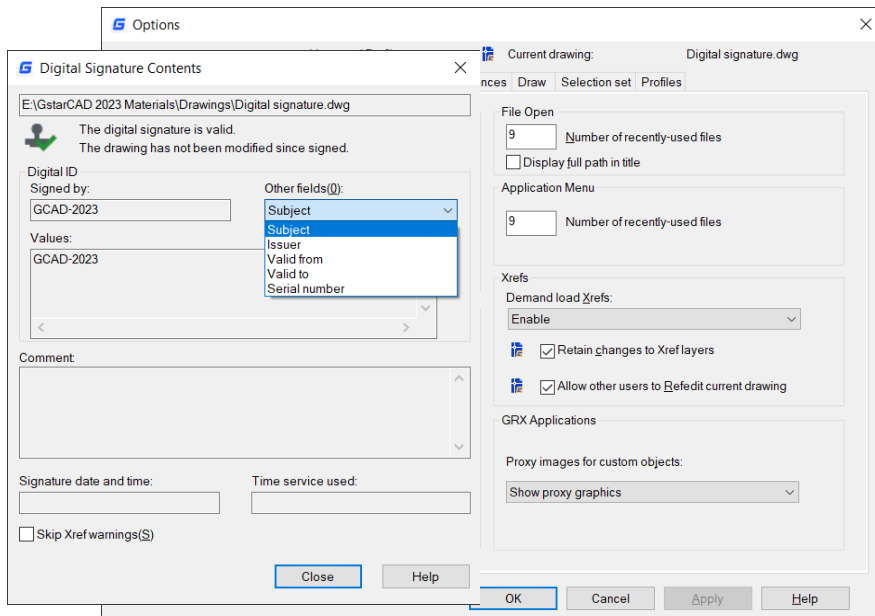 Options
Current drawing:
Digital signature.dwg
nces
Draw
Selection set
Profiles
File Open
9
Number of recently-used files
Display full path in title
Application Menu
9
Number of recently-used files
Xrefs
Demand load Xrefs:
Enable
Retain changes to Xref layers
Allow other users to Refedit current drawing
GRX Applications
Proxy images for custom objects:
Show proxy graphics
OK
Cancel
Apply
Help
Digital Signature Contents
E:\GstarCAD 2023 Materials\Drawings\Digital signature.dwg
The digital signature is valid.
The drawing has not been modified since signed.
Digital ID
Signed by:
Other fields(0):
GCAD-2023
Subject
Subject
Issuer
Valid from
Valid to
Serial number
Values:
GCAD-2023
Comment:
Signature date and time:
Time service used:
Skip Xref warnings(S)
Close
Help